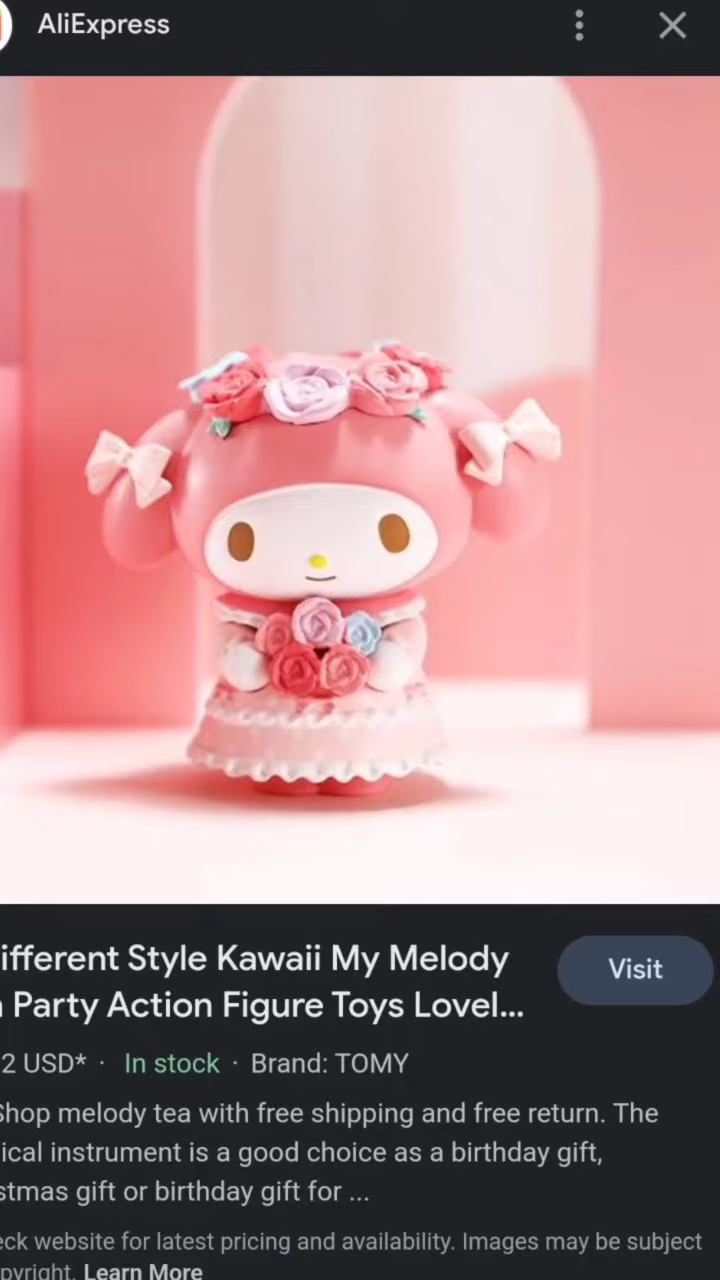 AliExpress
ifferent Style Kawaii My Melody
Party Action Figure Toys Lovel...
2 USD* · In stock · Brand: TOMY
Shop melody tea with free shipping and free return. The
ical instrument is a good choice as a birthday gift,
stmas gift or birthday gift for ...
eck website for latest pricing and availability. Images may be subject
pyright. Learn More
Visit